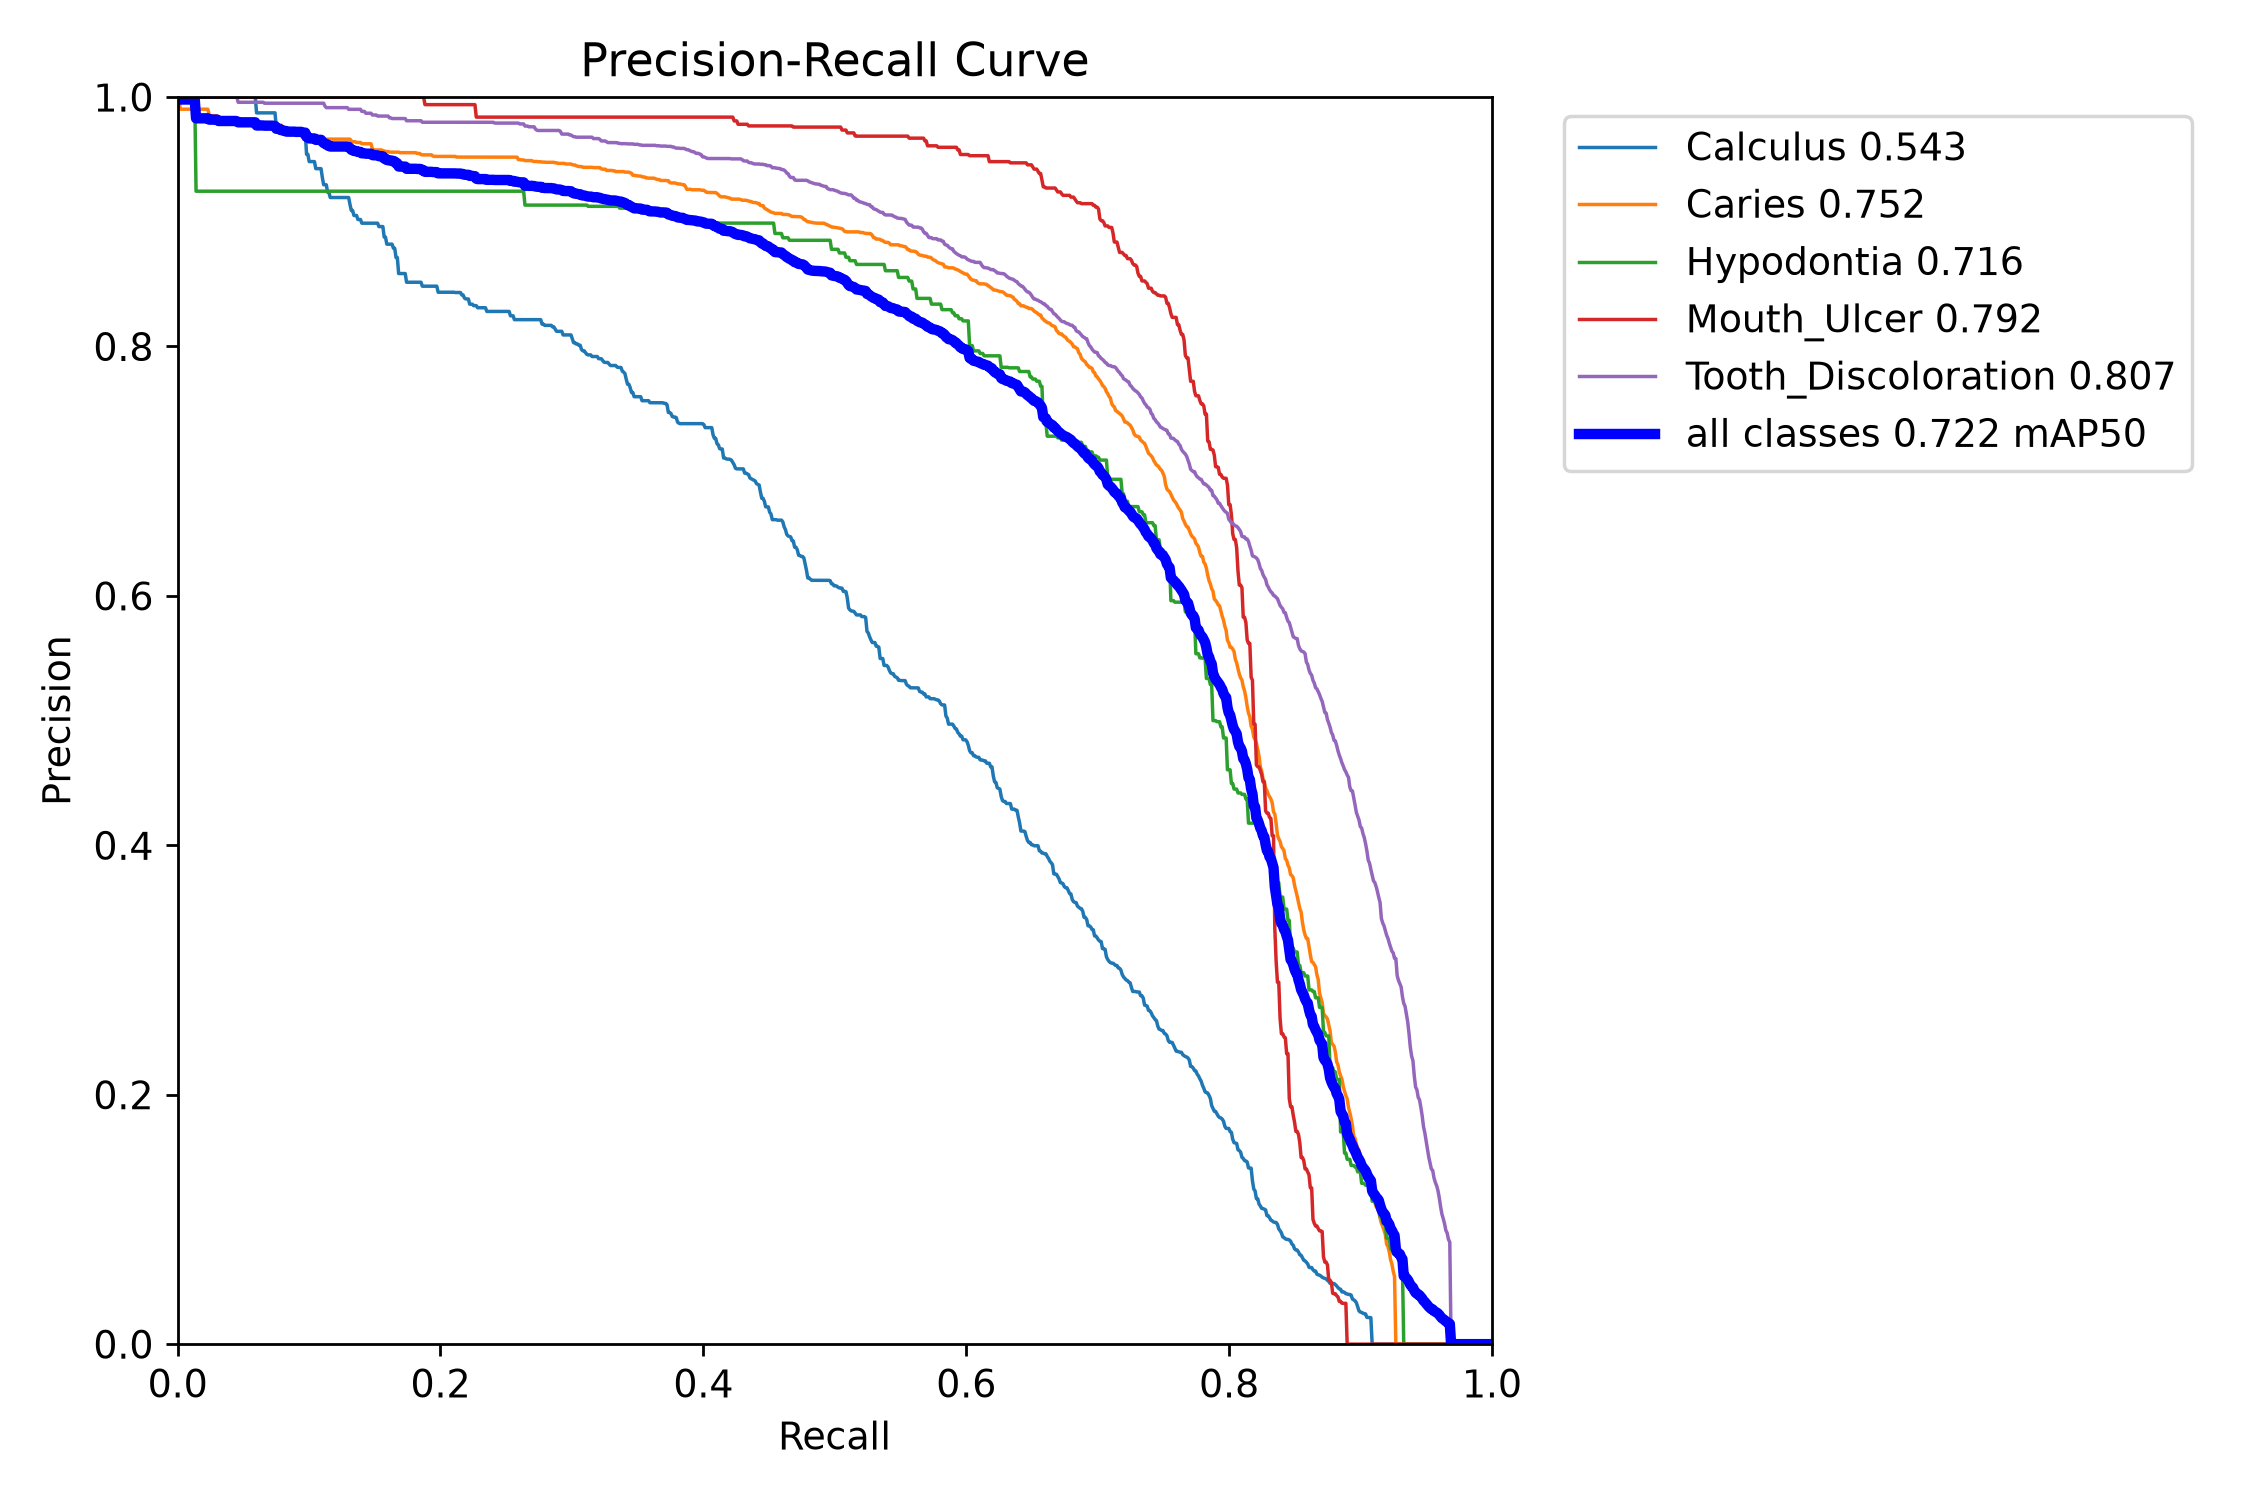 Precision-Recall Curve
1.0
0.8
0.6
0.4
0.2
0.0
Precision
0.0 0.2 0.4 0.6 0.8 1.0
Recall
Calculus 0.543
Caries 0.752
Hypodontia 0.716
Mouth_Ulcer 0.792
Tooth_Discoloration 0.807
all classes 0.722 mAP50